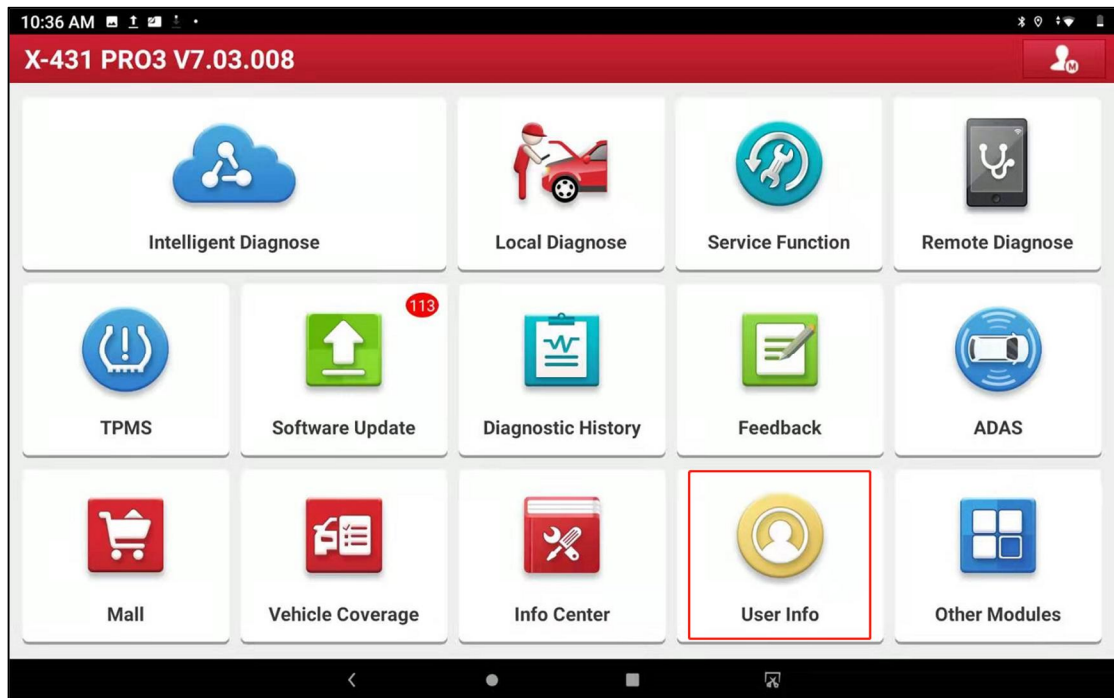 10:36 AM
X-431 PRO3 V7.03.008
M
Intelligent Diagnose
Local Diagnose
Service Function
Remote Diagnose
113
TPMS
Software Update
Diagnostic History
Feedback
ADAS
Mall
Vehicle Coverage
Info Center
User Info
Other Modules